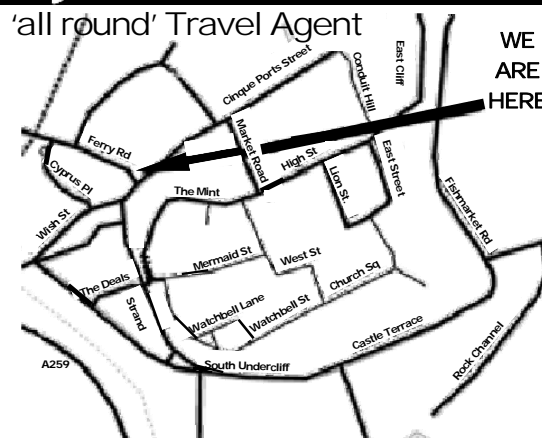 'all round' Travel Agent
WE
ARE
HERE
Cinque Ports Street
Conduit Hill
East Cliff
Ferry Rd
Market Road
High St
East Street
Cyprus Pl
The Mint
Lion St.
Fishmarket Rd
Wish St
Mermaid St
West St
The Deals
Church Sq
Strand
Watchbell Lane
Watchbell St
Castle Terrace
A259
South Undercliff
Rock Channel